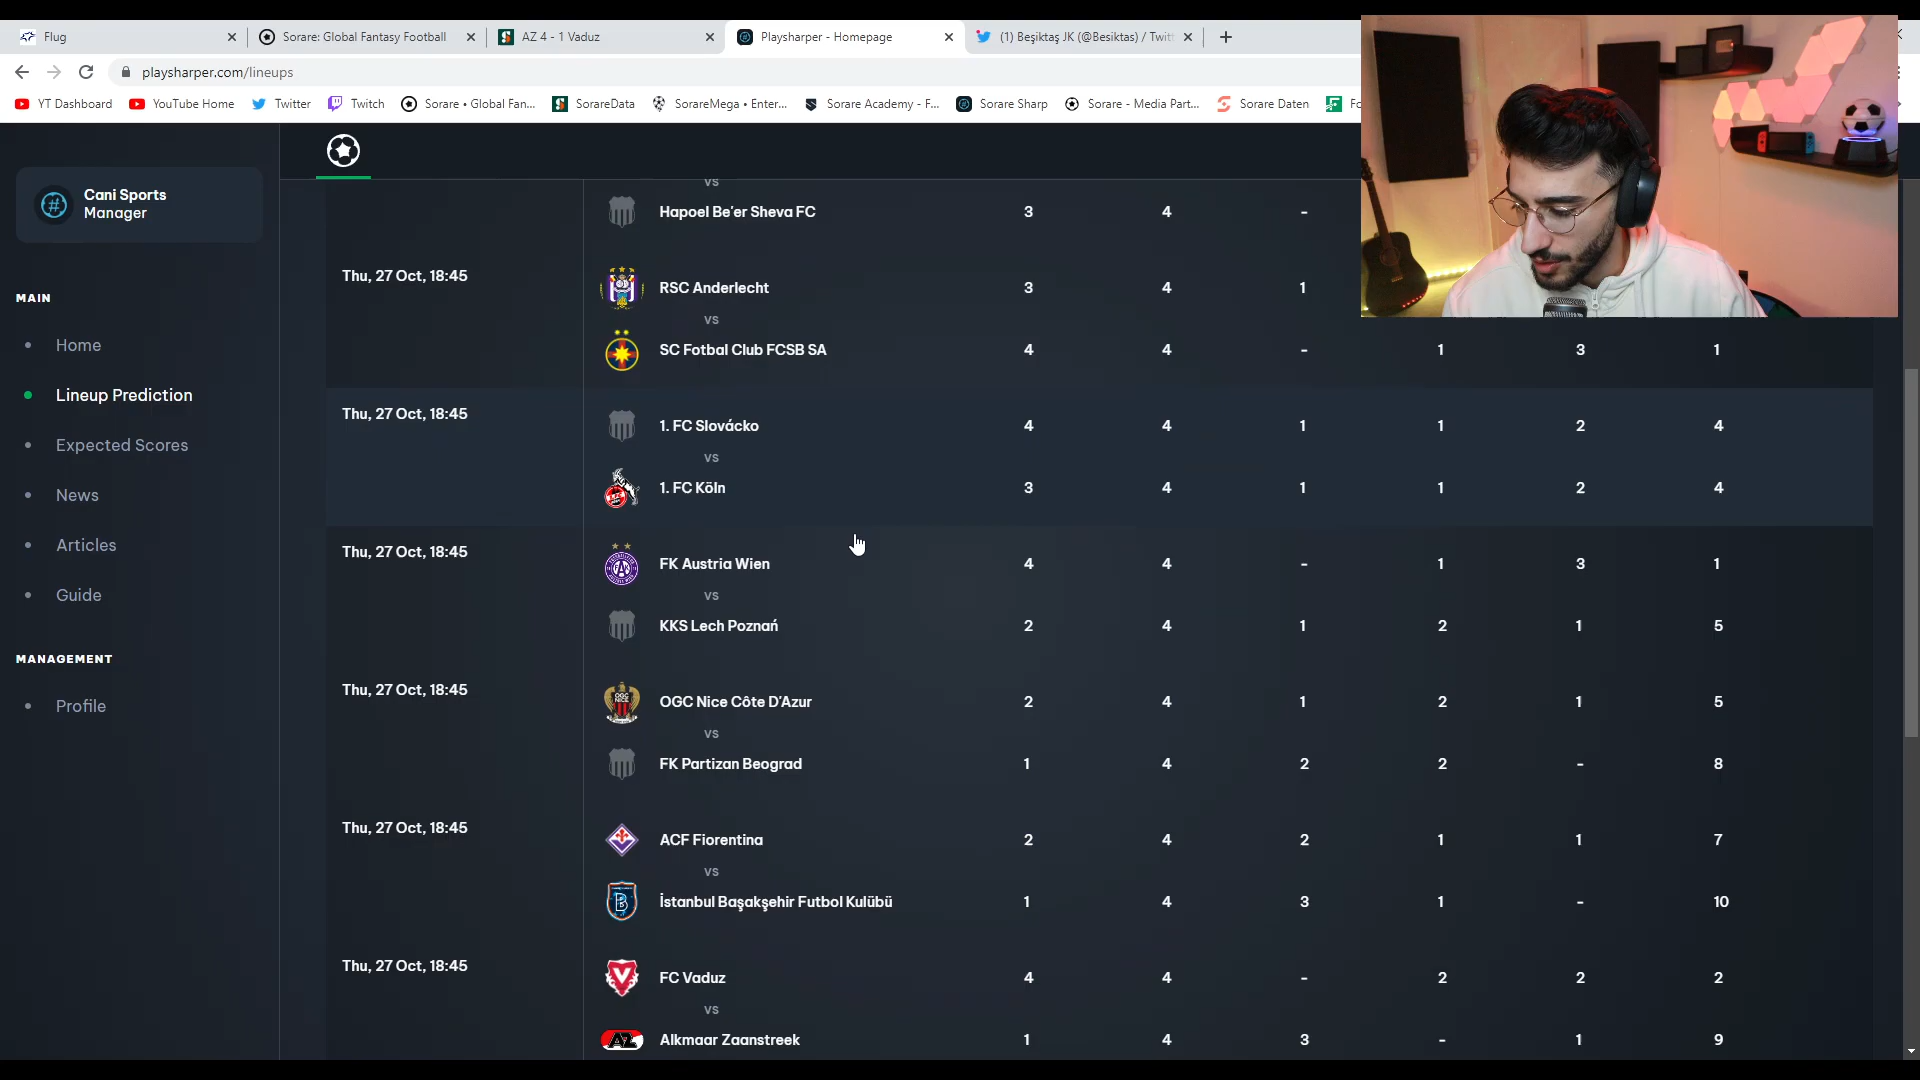 Flug
Sorare: Global Fantasy Football
AZ 4 - 1 Vaduz
Playsharper - Homepage
(1) Beşiktaş JK (@Besiktas) / Twit
playsharper.com/lineups
YT Dashboard
YouTube Home
Twitter
Twitch
Sorare • Global Fan...
SorareData
SorareMega • Enter...
Sorare Academy - F...
Sorare Sharp
Sorare - Media Part...
Sorare Daten
Fo
Cani Sports
Manager
MAIN
Home
Lineup Prediction
Expected Scores
News
Articles
Guide
MANAGEMENT
Profile
vs
Hapoel Be'er Sheva FC 3 4 -
Thu, 27 Oct, 18:45
RSC Anderlecht 3 4 1
vs
SC Fotbal Club FCSB SA 4 4 - 1 3 1
Thu, 27 Oct, 18:45
1. FC Slovácko 4 4 1 1 2 4
vs
1. FC Köln 3 4 1 1 2 4
Thu, 27 Oct, 18:45
FK Austria Wien 4 4 - 1 3 1
vs
KKS Lech Poznań 2 4 1 2 1 5
Thu, 27 Oct, 18:45
OGC Nice Côte D'Azur 2 4 1 2 1 5
vs
FK Partizan Beograd 1 4 2 2 - 8
Thu, 27 Oct, 18:45
ACF Fiorentina 2 4 2 1 1 7
vs
İstanbul Başakşehir Futbol Kulübü 1 4 3 1 - 10
Thu, 27 Oct, 18:45
FC Vaduz 4 4 - 2 2 2
vs
Alkmaar Zaanstreek 1 4 3 - 1 9